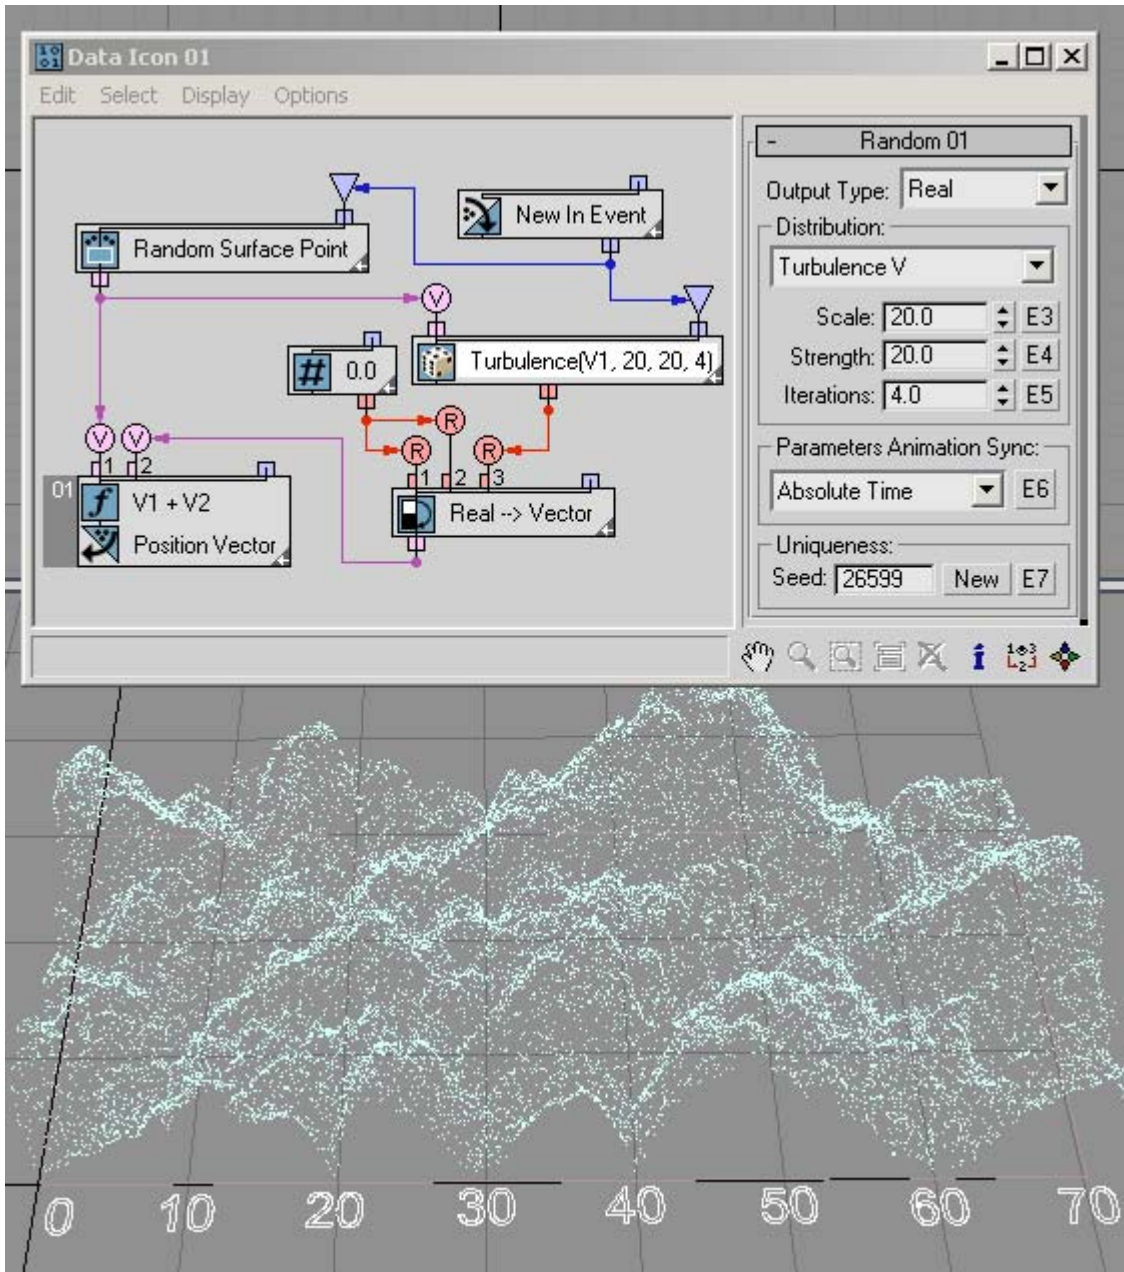 Data Icon 01
Edit Select Display Options
New In Event
Random Surface Point
V
V
Turbulence(V1, 20, 20, 4)
# 0.0
R
V V R R
1 2 1 2 3
01 f V1 + V2
Position Vector
Real --> Vector
- Random 01
Output Type: Real
Distribution:
Turbulence V
Scale: 20.0 E3
Strength: 20.0 E4
Iterations: 4.0 E5
Parameters Animation Sync:
Absolute Time E6
Uniqueness:
Seed: 26599 New E7
0 10 20 30 40 50 60 70